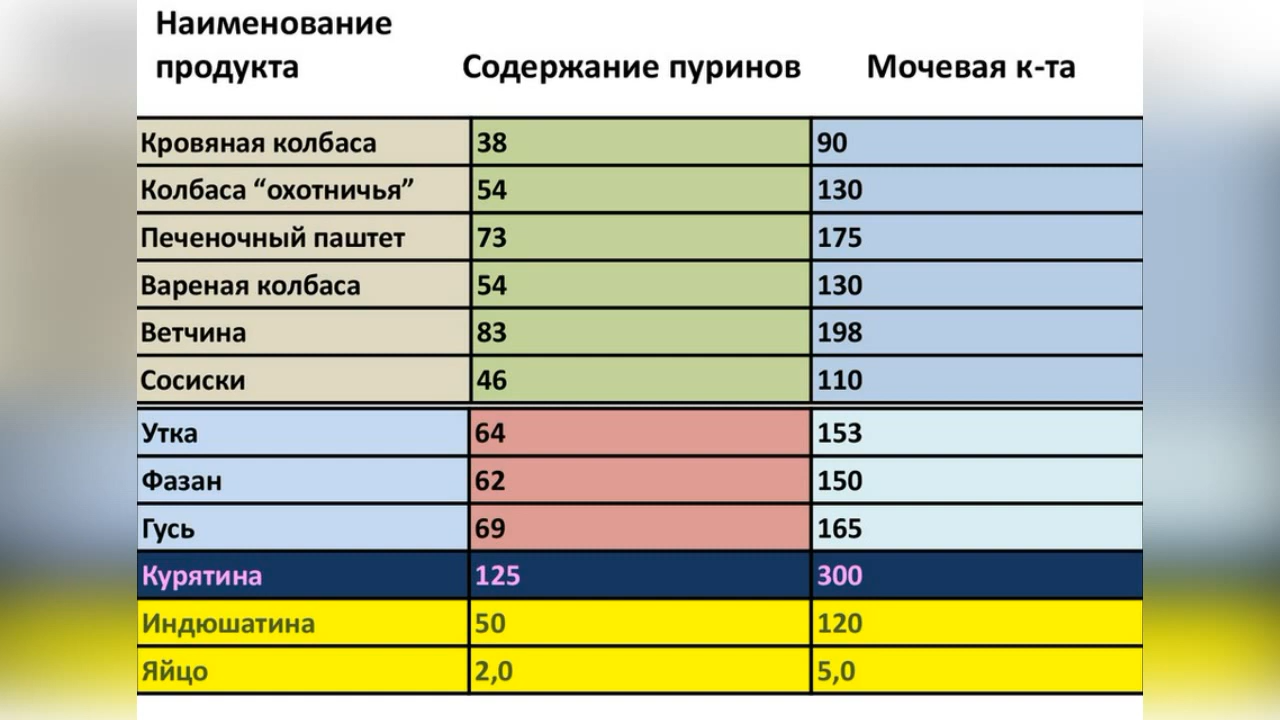 Наименование
продукта Содержание пуринов Мочевая к-та
Кровяная колбаса 38 90
Колбаса “охотничья” 54 130
Печеночный паштет 73 175
Вареная колбаса 54 130
Ветчина 83 198
Сосиски 46 110
Утка 64 153
Фазан 62 150
Гусь 69 165
Курятина 125 300
Индюшатина 50 120
Яйцо 2,0 5,0